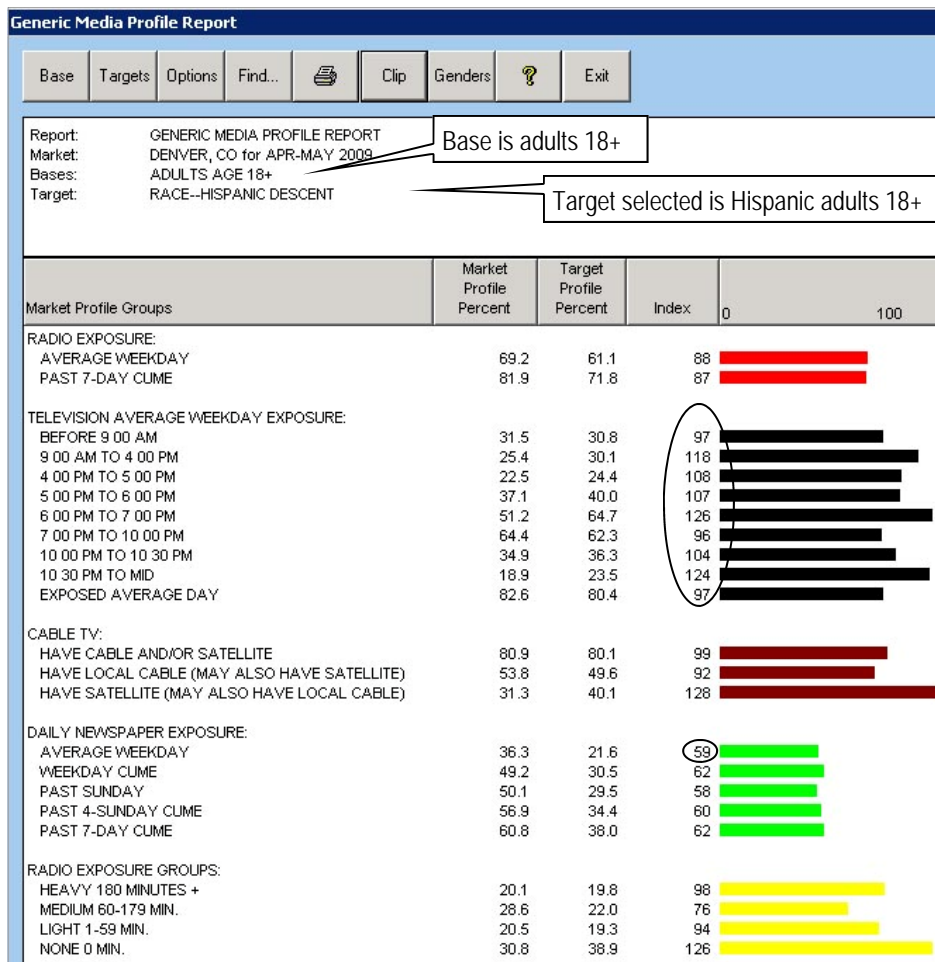 Generic Media Profile Report
Base Targets Options Find... Clip Genders ? Exit
Report: GENERIC MEDIA PROFILE REPORT
Market: DENVER, CO for APR-MAY 2009
Bases: ADULTS AGE 18+
Target: RACE--HISPANIC DESCENT
Base is adults 18+
Target selected is Hispanic adults 18+
Market Profile Groups Market Profile Percent Target Profile Percent Index 0 100
RADIO EXPOSURE:
AVERAGE WEEKDAY 69.2 61.1 88
PAST 7-DAY CUME 81.9 71.8 87
TELEVISION AVERAGE WEEKDAY EXPOSURE:
BEFORE 9 00 AM 31.5 30.8 97
9 00 AM TO 4 00 PM 25.4 30.1 118
4 00 PM TO 5 00 PM 22.5 24.4 108
5 00 PM TO 6 00 PM 37.1 40.0 107
6 00 PM TO 7 00 PM 51.2 64.7 126
7 00 PM TO 10 00 PM 64.4 62.3 96
10 00 PM TO 10 30 PM 34.9 36.3 104
10 30 PM TO MID 18.9 23.5 124
EXPOSED AVERAGE DAY 82.6 80.4 97
CABLE TV:
HAVE CABLE AND/OR SATELLITE 80.9 80.1 99
HAVE LOCAL CABLE (MAY ALSO HAVE SATELLITE) 53.8 49.6 92
HAVE SATELLITE (MAY ALSO HAVE LOCAL CABLE) 31.3 40.1 128
DAILY NEWSPAPER EXPOSURE:
AVERAGE WEEKDAY 36.3 21.6 59
WEEKDAY CUME 49.2 30.5 62
PAST SUNDAY 50.1 29.5 58
PAST 4-SUNDAY CUME 56.9 34.4 60
PAST 7-DAY CUME 60.8 38.0 62
RADIO EXPOSURE GROUPS:
HEAVY 180 MINUTES + 20.1 19.8 98
MEDIUM 60-179 MIN. 28.6 22.0 76
LIGHT 1-59 MIN. 20.5 19.3 94
NONE 0 MIN. 30.8 38.9 126